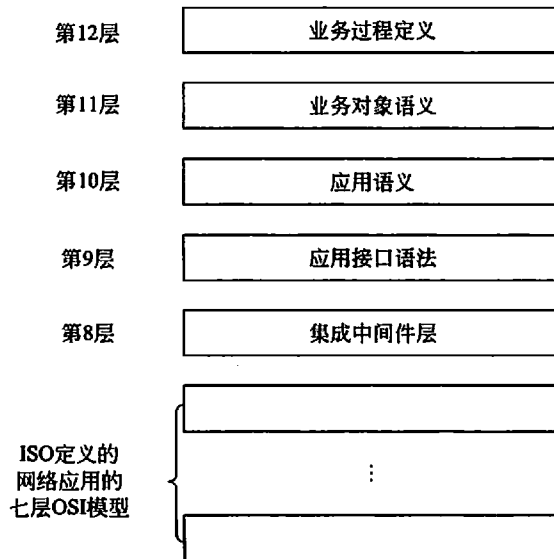 第12层 业务过程定义
第11层 业务对象语义
第10层 应用语义
第9层 应用接口语法
第8层 集成中间件层
ISO定义的
网络应用的
七层OSI模型
⋮